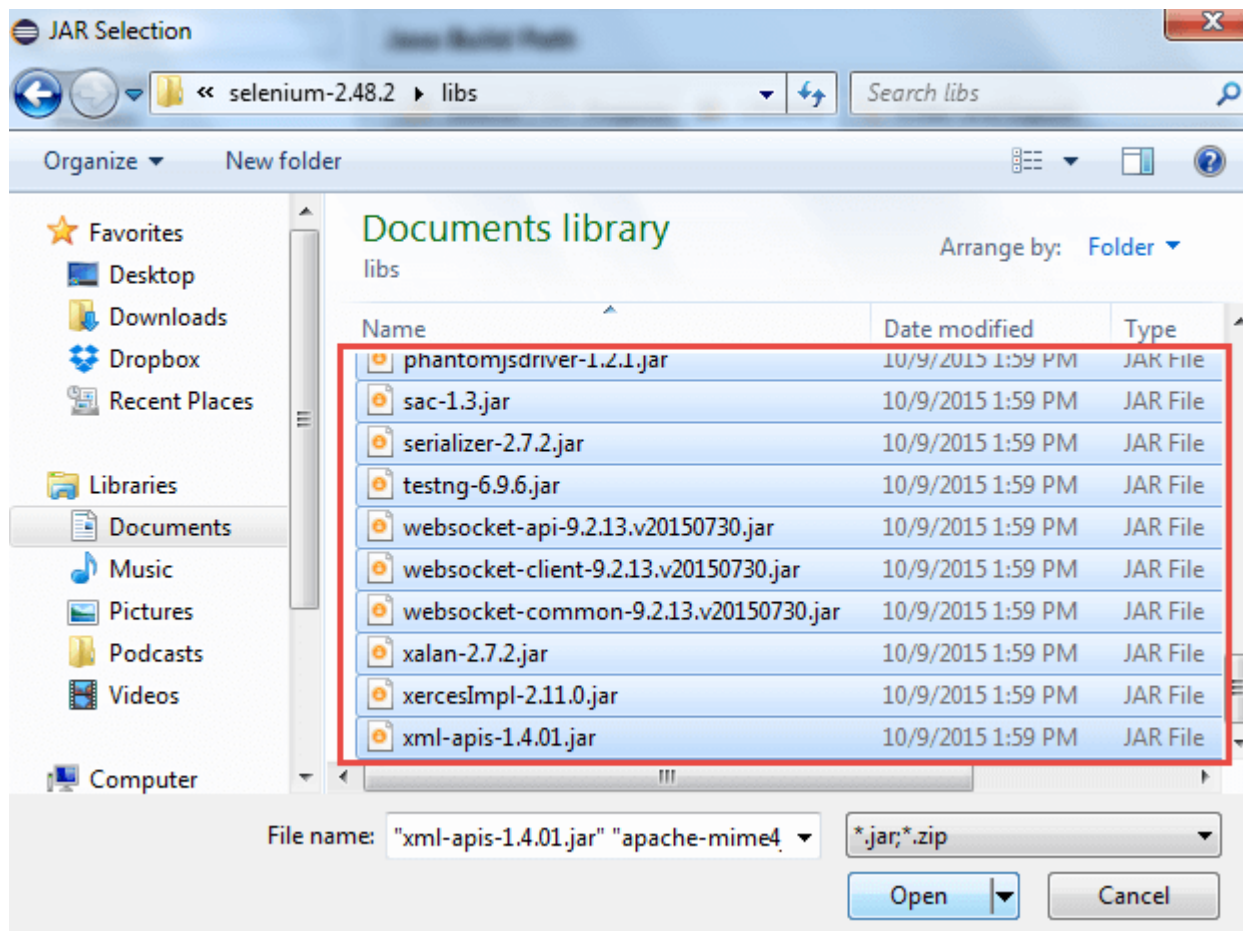 JAR Selection
Java Build Path
« selenium-2.48.2 ▸ libs
Search libs
Organize
New folder
Favorites
Desktop
Downloads
Dropbox
Recent Places
Libraries
Documents
Music
Pictures
Podcasts
Videos
Computer
Documents library
libs
Arrange by: Folder
Name Date modified Type
phantomjsdriver-1.2.1.jar 10/9/2015 1:59 PM JAR File
sac-1.3.jar 10/9/2015 1:59 PM JAR File
serializer-2.7.2.jar 10/9/2015 1:59 PM JAR File
testng-6.9.6.jar 10/9/2015 1:59 PM JAR File
websocket-api-9.2.13.v20150730.jar 10/9/2015 1:59 PM JAR File
websocket-client-9.2.13.v20150730.jar 10/9/2015 1:59 PM JAR File
websocket-common-9.2.13.v20150730.jar 10/9/2015 1:59 PM JAR File
xalan-2.7.2.jar 10/9/2015 1:59 PM JAR File
xercesImpl-2.11.0.jar 10/9/2015 1:59 PM JAR File
xml-apis-1.4.01.jar 10/9/2015 1:59 PM JAR File
File name: "xml-apis-1.4.01.jar" "apache-mime4
*.jar;*.zip
Open
Cancel